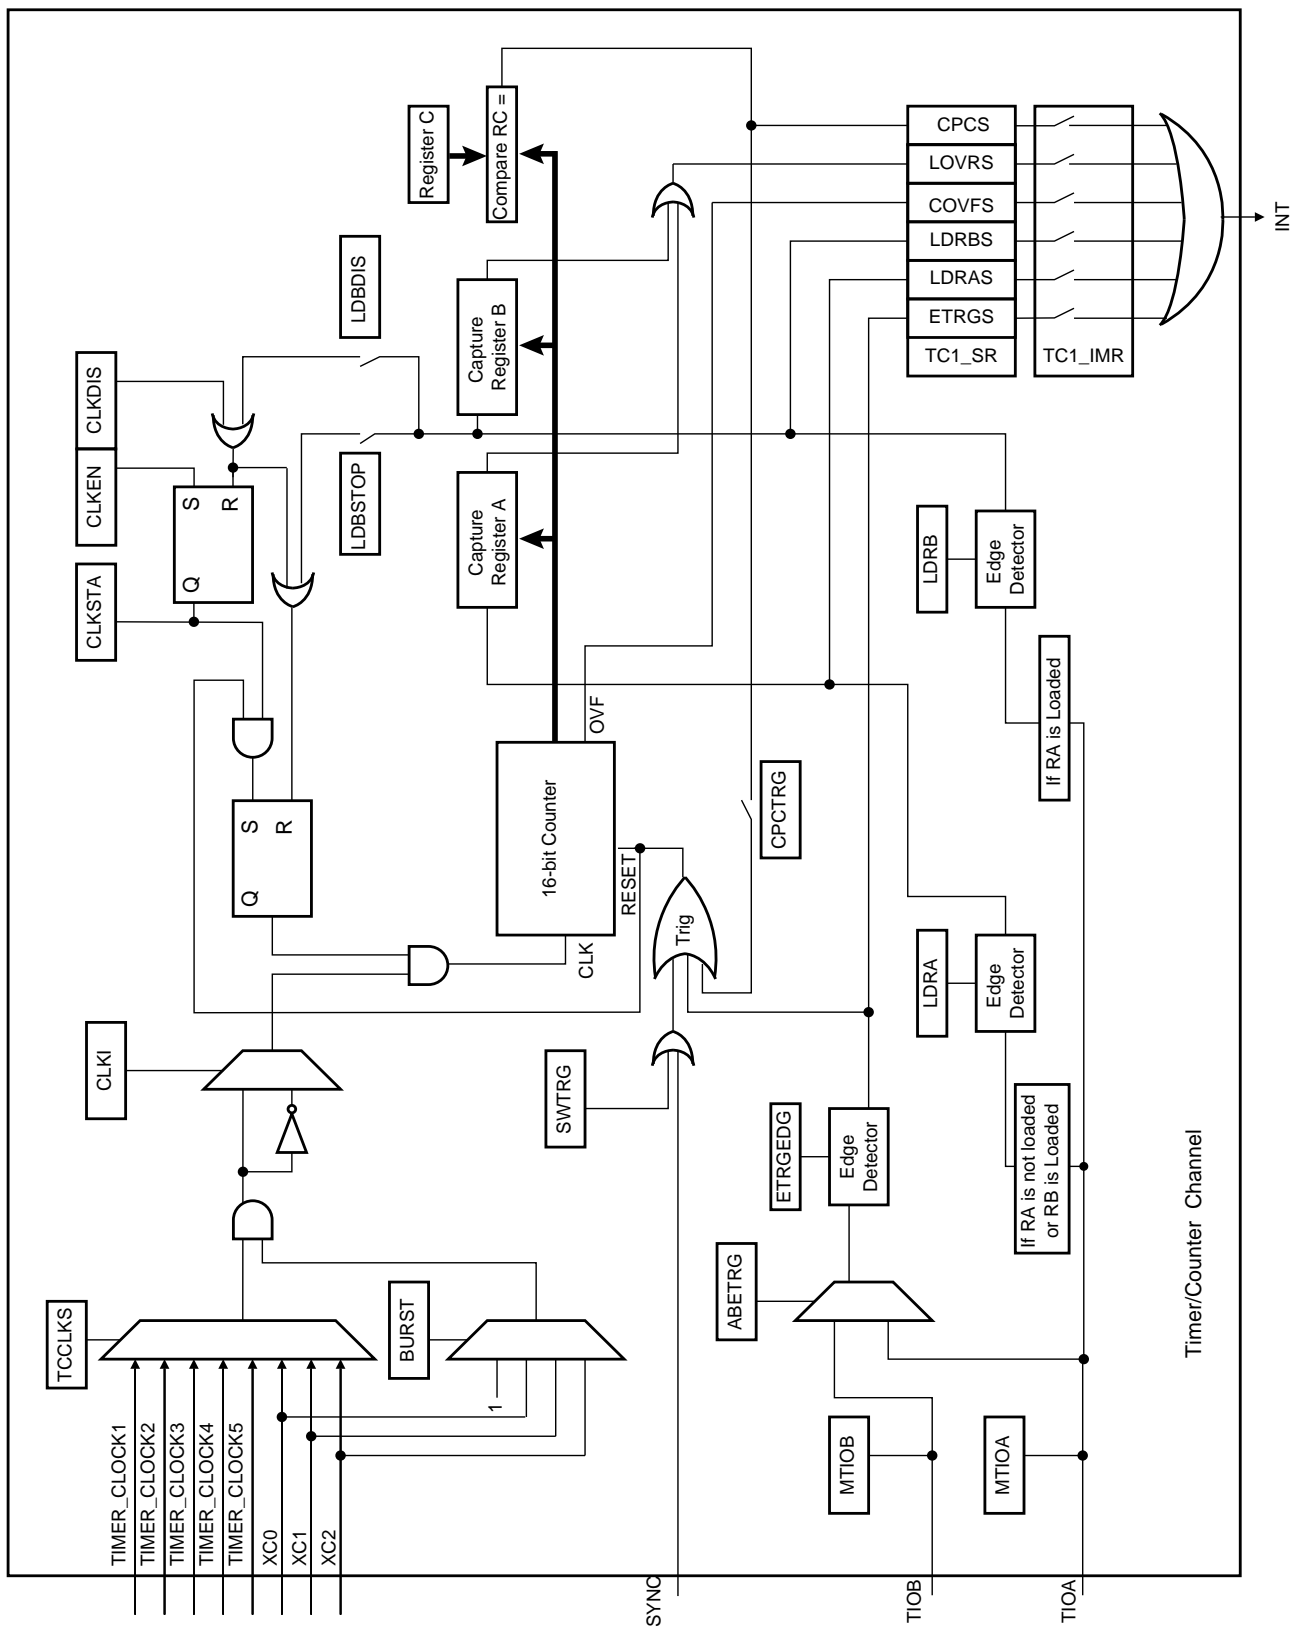 TCCLKS
TIMER_CLOCK1
TIMER_CLOCK2
TIMER_CLOCK3
TIMER_CLOCK4
TIMER_CLOCK5
XC0
XC1
XC2
CLKI
CLKSTA
CLKEN
CLKDIS
Q
S
R
Q
S
R
BURST
1
LDBSTOP
LDBDIS
Register C
Capture
Register A
Capture
Register B
Compare RC =
16-bit Counter
CLK
OVF
RESET
SWTRG
SYNC
Trig
ABETRG
ETRGEDG
Edge
Detector
CPCTRG
MTIOB
TIOB
MTIOA
TIOA
LDRA
Edge
Detector
If RA is not loaded
or RB is Loaded
LDRB
Edge
Detector
If RA is Loaded
CPCS
LOVRS
COVFS
LDRBS
LDRAS
ETRGS
TC1_SR
TC1_IMR
INT
Timer/Counter Channel